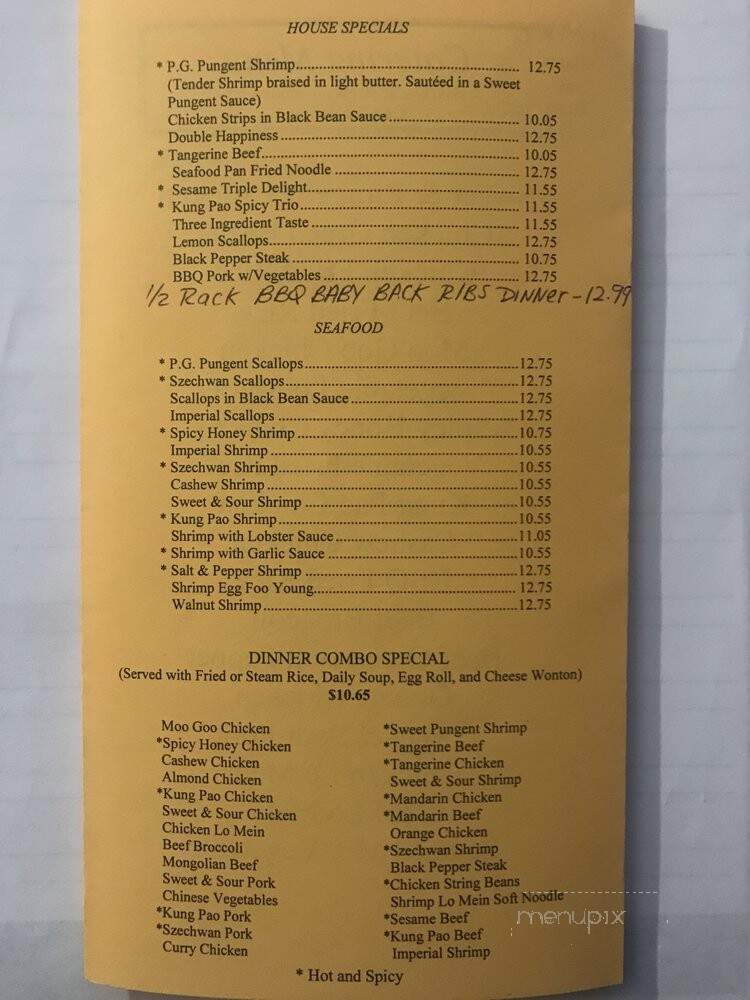 HOUSE SPECIALS
* P.G. Pungent Shrimp........ 12.75
(Tender Shrimp braised in light butter. Sautéed in a Sweet
Pungent Sauce)
Chicken Strips in Black Bean Sauce........ 10.05
Double Happiness........ 12.75
* Tangerine Beef........ 10.05
Seafood Pan Fried Noodle........ 12.75
* Sesame Triple Delight........ 11.55
* Kung Pao Spicy Trio........ 11.55
Three Ingredient Taste........ 11.55
Lemon Scallops........ 12.75
Black Pepper Steak........ 10.75
BBQ Pork w/Vegetables........ 12.75
1/2 Rack BBQ BABY BACK RIBS DINNER - 12.99
SEAFOOD
* P.G. Pungent Scallops........ 12.75
* Szechwan Scallops........ 12.75
Scallops in Black Bean Sauce........ 12.75
Imperial Scallops........ 12.75
* Spicy Honey Shrimp........ 10.75
Imperial Shrimp........ 10.55
* Szechwan Shrimp........ 10.55
Cashew Shrimp........ 10.55
Sweet & Sour Shrimp........ 10.55
* Kung Pao Shrimp........ 10.55
Shrimp with Lobster Sauce........ 11.05
* Shrimp with Garlic Sauce........ 10.55
* Salt & Pepper Shrimp........ 12.75
Shrimp Egg Foo Young........ 12.75
Walnut Shrimp........ 12.75
DINNER COMBO SPECIAL
(Served with Fried or Steam Rice, Daily Soup, Egg Roll, and Cheese Wonton)
$10.65
Moo Goo Chicken
*Spicy Honey Chicken
Cashew Chicken
Almond Chicken
*Kung Pao Chicken
Sweet & Sour Chicken
Chicken Lo Mein
Beef Broccoli
Mongolian Beef
Sweet & Sour Pork
Chinese Vegetables
*Kung Pao Pork
*Szechwan Pork
Curry Chicken
*Sweet Pungent Shrimp
*Tangerine Beef
*Tangerine Chicken
Sweet & Sour Shrimp
*Mandarin Chicken
*Mandarin Beef
Orange Chicken
*Szechwan Shrimp
Black Pepper Steak
*Chicken String Beans
Shrimp Lo Mein Soft Noodle
*Sesame Beef
*Kung Pao Beef
Imperial Shrimp
* Hot and Spicy
menupix